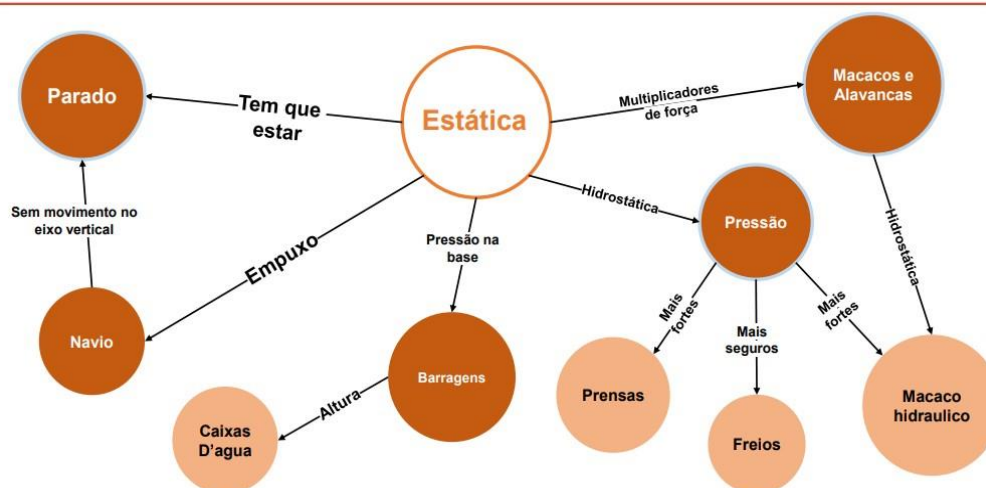 Parado
Tem que
estar
Estática
Multiplicadores
de força
Macacos e
Alavancas
Sem movimento no
eixo vertical
Empuxo
Pressão na
base
Hidrostática
Pressão
Hidrostática
Navio
Barragens
Altura
Caixas
D'agua
Mais
fortes
Mais
seguros
Mais
fortes
Prensas
Freios
Macaco
hidraulico